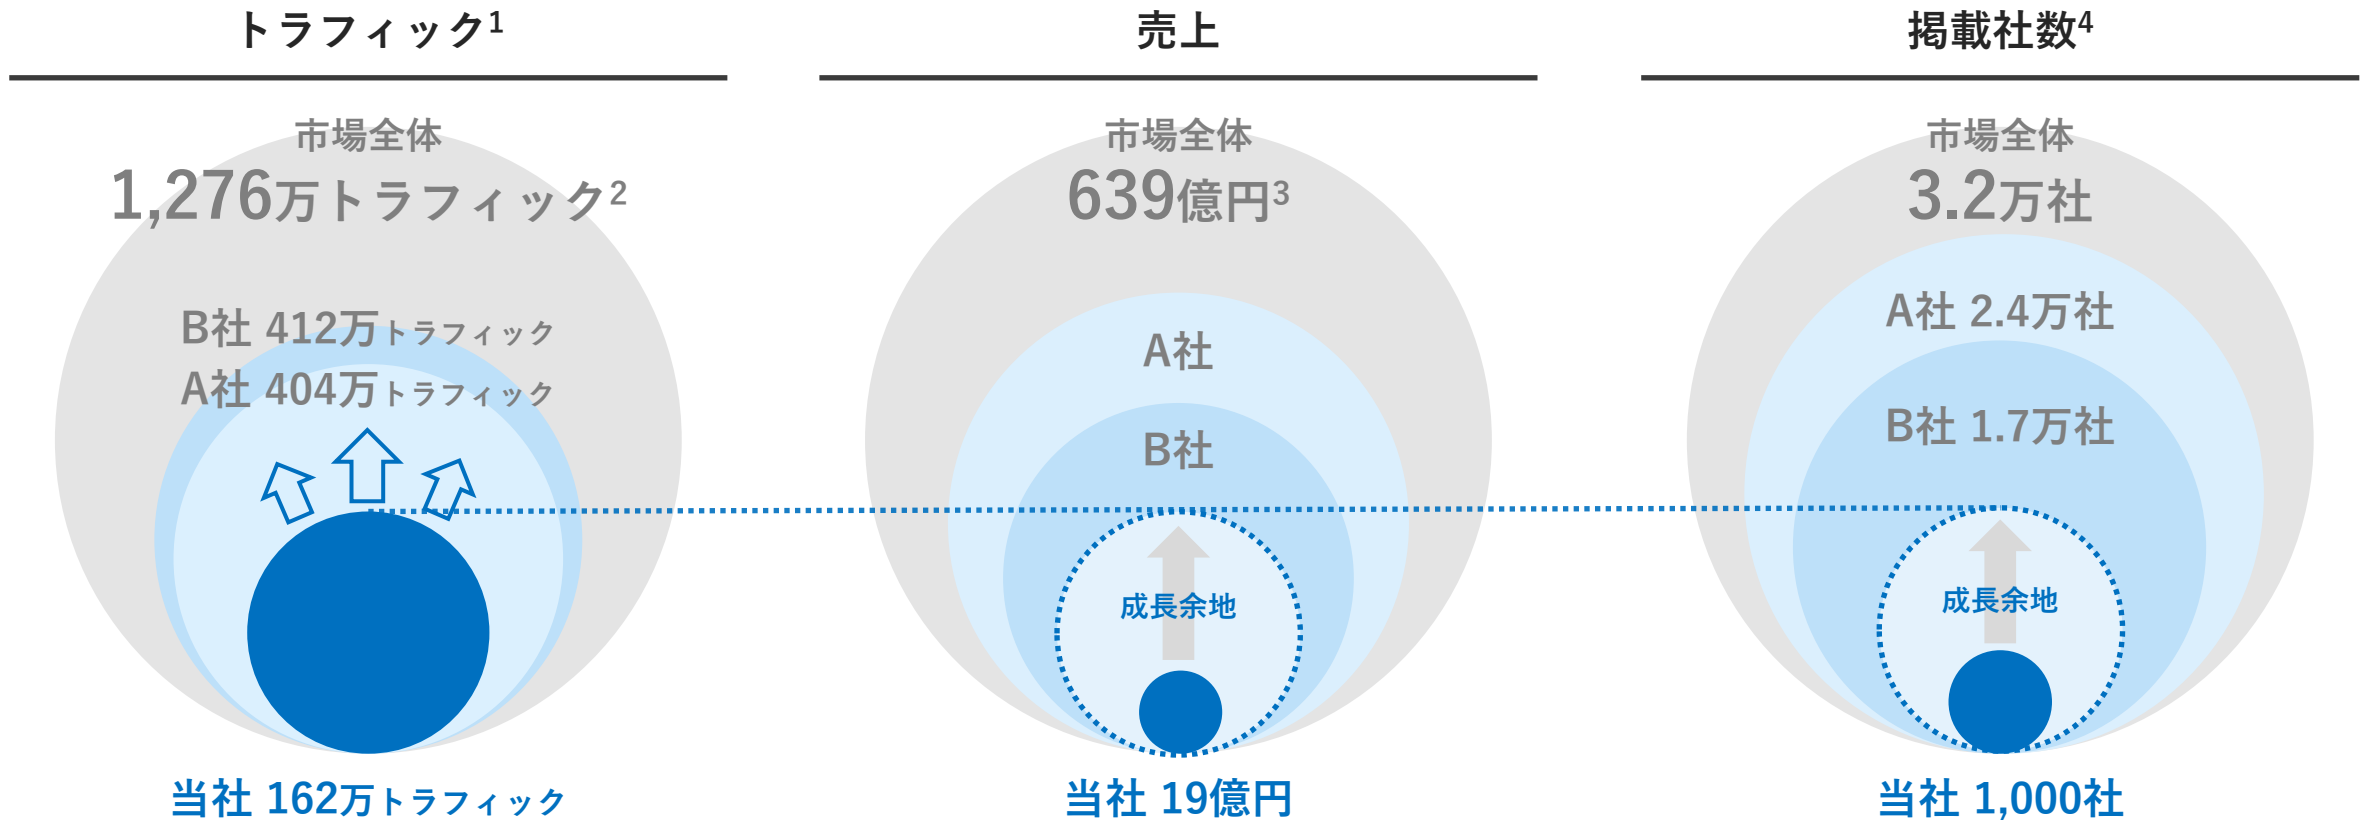 トラフィック1
市場全体
1,276万トラフィック2
B社 412万トラフィック
A社 404万トラフィック
当社 162万トラフィック
売上
市場全体
639億円3
A社
B社
成長余地
当社 19億円
掲載社数4
市場全体
3.2万社
A社 2.4万社
B社 1.7万社
成長余地
当社 1,000社